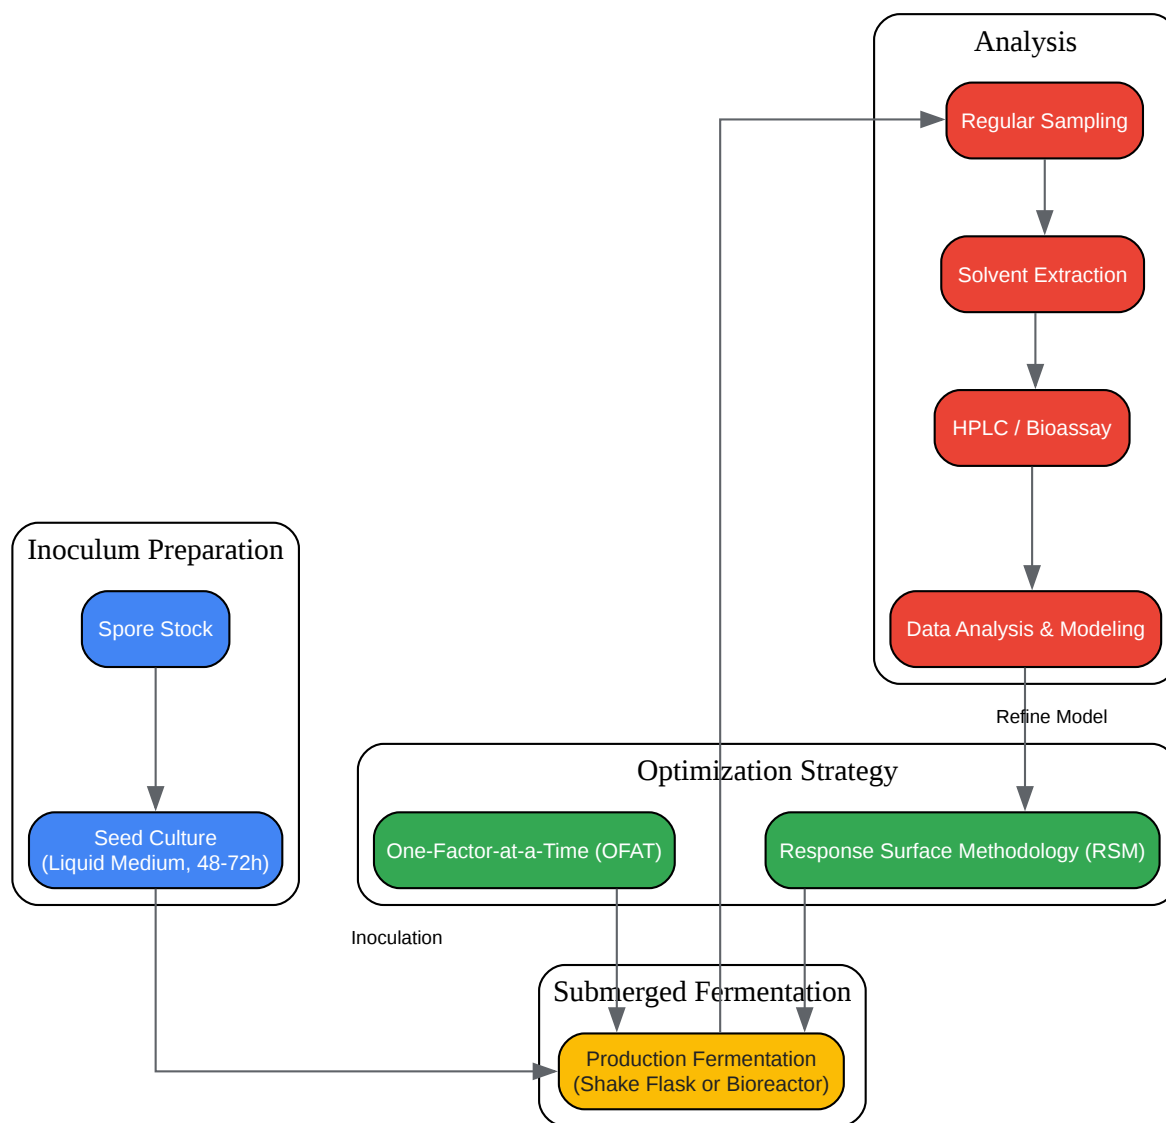 Analysis
Regular Sampling
Solvent Extraction
HPLC / Bioassay
Data Analysis & Modeling
Refine Model
Inoculum Preparation
Spore Stock
Seed Culture
(Liquid Medium, 48-72h)
Optimization Strategy
One-Factor-at-a-Time (OFAT)
Response Surface Methodology (RSM)
Inoculation
Submerged Fermentation
Production Fermentation
(Shake Flask or Bioreactor)